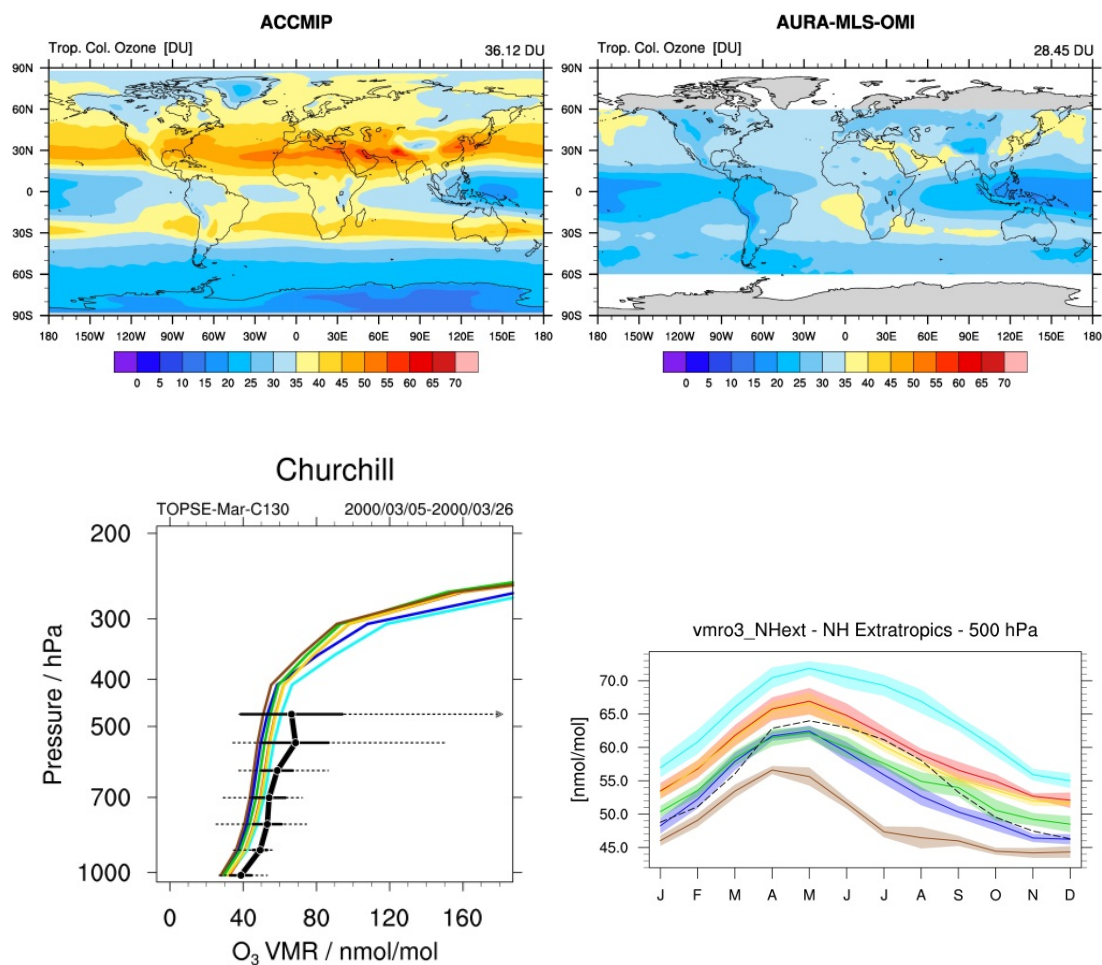 ACCMIP
Trop. Col. Ozone [DU] 36.12 DU
90N
60N
30N
0
30S
60S
90S
180 150W 120W 90W 60W 30W 0 30E 60E 90E 120E 150E 180
0 5 10 15 20 25 30 35 40 45 50 55 60 65 70
AURA-MLS-OMI
Trop. Col. Ozone [DU] 28.45 DU
90N
60N
30N
0
30S
60S
90S
180 150W 120W 90W 60W 30W 0 30E 60E 90E 120E 150E 180
0 5 10 15 20 25 30 35 40 45 50 55 60 65 70
Churchill
TOPSE-Mar-C130 2000/03/05-2000/03/26
Pressure / hPa
200
300
400
500
700
1000
0 40 80 120 160
O₃ VMR / nmol/mol
vmro3_NHext - NH Extratropics - 500 hPa
[nmol/mol]
70.0
65.0
60.0
55.0
50.0
45.0
J F M A M J J A S O N D